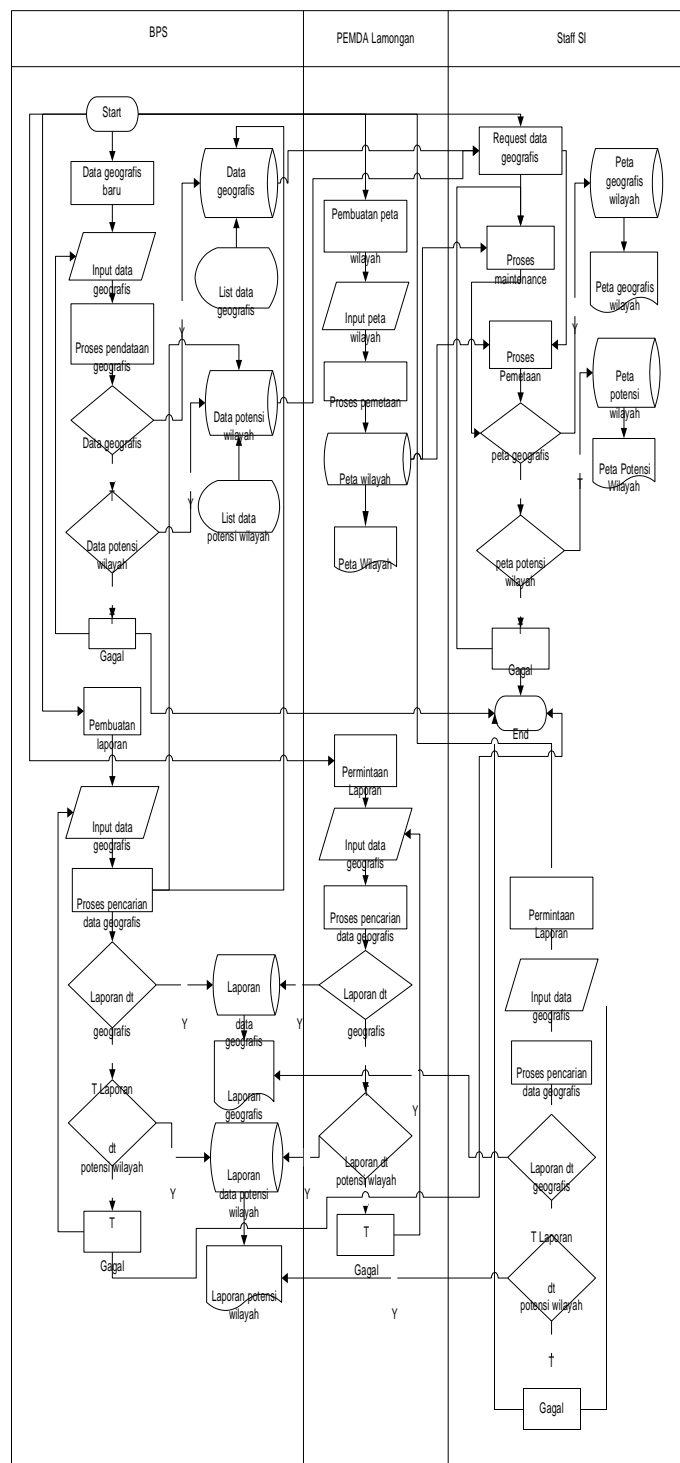 BPS
PEMDA Lamongan
Staff SI
Start
Data geografis
baru
Input data
geografis
Proses pendataan
geografis
Data geografis
T
Data potensi
wilayah
T
Gagal
Data
geografis
List data
geografis
Y
Data potensi
wilayah
Y
List data
potensi wilayah
Pembuatan peta
wilayah
Input peta
wilayah
Proses pemetaan
Peta wilayah
Peta Wilayah
Request data
geografis
Proses
maintenance
Proses
Pemetaan
peta geografis
Y
peta potensi
wilayah
T
T
Gagal
End
Peta
geografis
wilayah
Peta geografis
wilayah
Peta
potensi
wilayah
Peta Potensi
Wilayah
Pembuatan
laporan
Input data
geografis
Proses pencarian
data geografis
Laporan dt
geografis
Y
T Laporan
dt
potensi wilayah
Y
T
Gagal
Laporan
data
geografis
Laporan
geografis
Laporan
data potensi
wilayah
Laporan potensi
wilayah
Permintaan
Laporan
Input data
geografis
Proses pencarian
data geografis
Laporan dt
geografis
Y
Laporan dt
potensi wilayah
Y
T
Gagal
Permintaan
Laporan
Input data
geografis
Proses pencarian
data geografis
Laporan dt
geografis
Y
T Laporan
dt
potensi wilayah
Y
T
Gagal